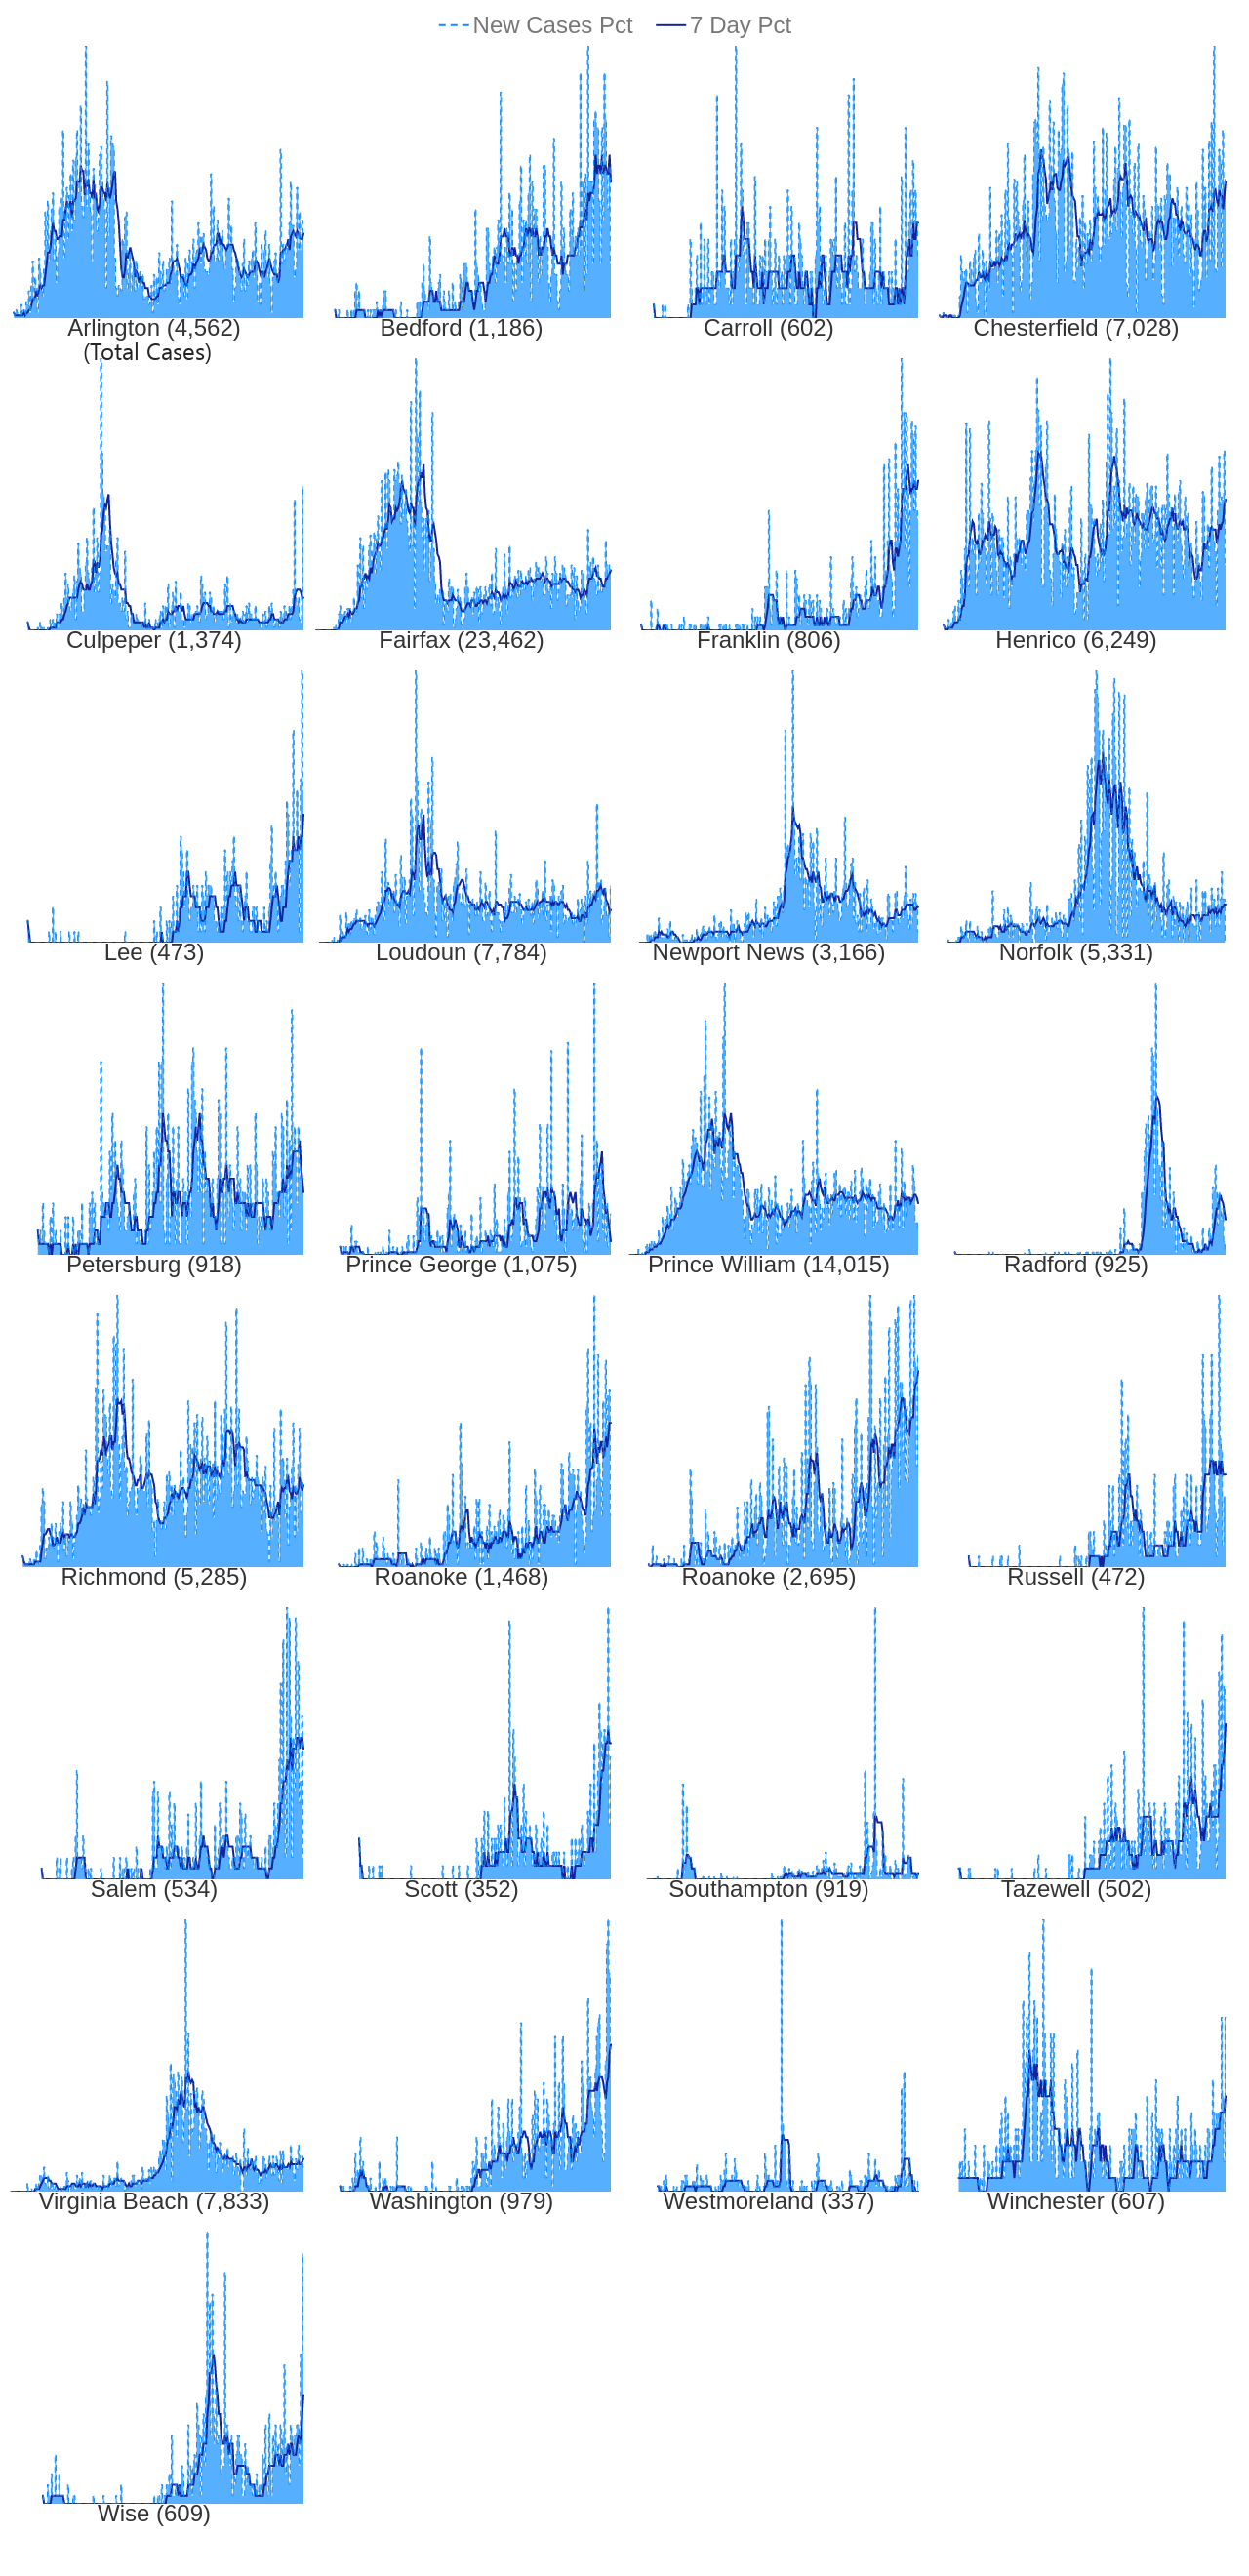 New Cases Pct 7 Day Pct
Arlington (4,562) Bedford (1,186) Carroll (602) Chesterfield (7,028)
(Total Cases)
Culpeper (1,374) Fairfax (23,462) Franklin (806) Henrico (6,249)
Lee (473) Loudoun (7,784) Newport News (3,166) Norfolk (5,331)
Petersburg (918) Prince George (1,075) Prince William (14,015) Radford (925)
Richmond (5,285) Roanoke (1,468) Roanoke (2,695) Russell (472)
Salem (534) Scott (352) Southampton (919) Tazewell (502)
Virginia Beach (7,833) Washington (979) Westmoreland (337) Winchester (607)
Wise (609)